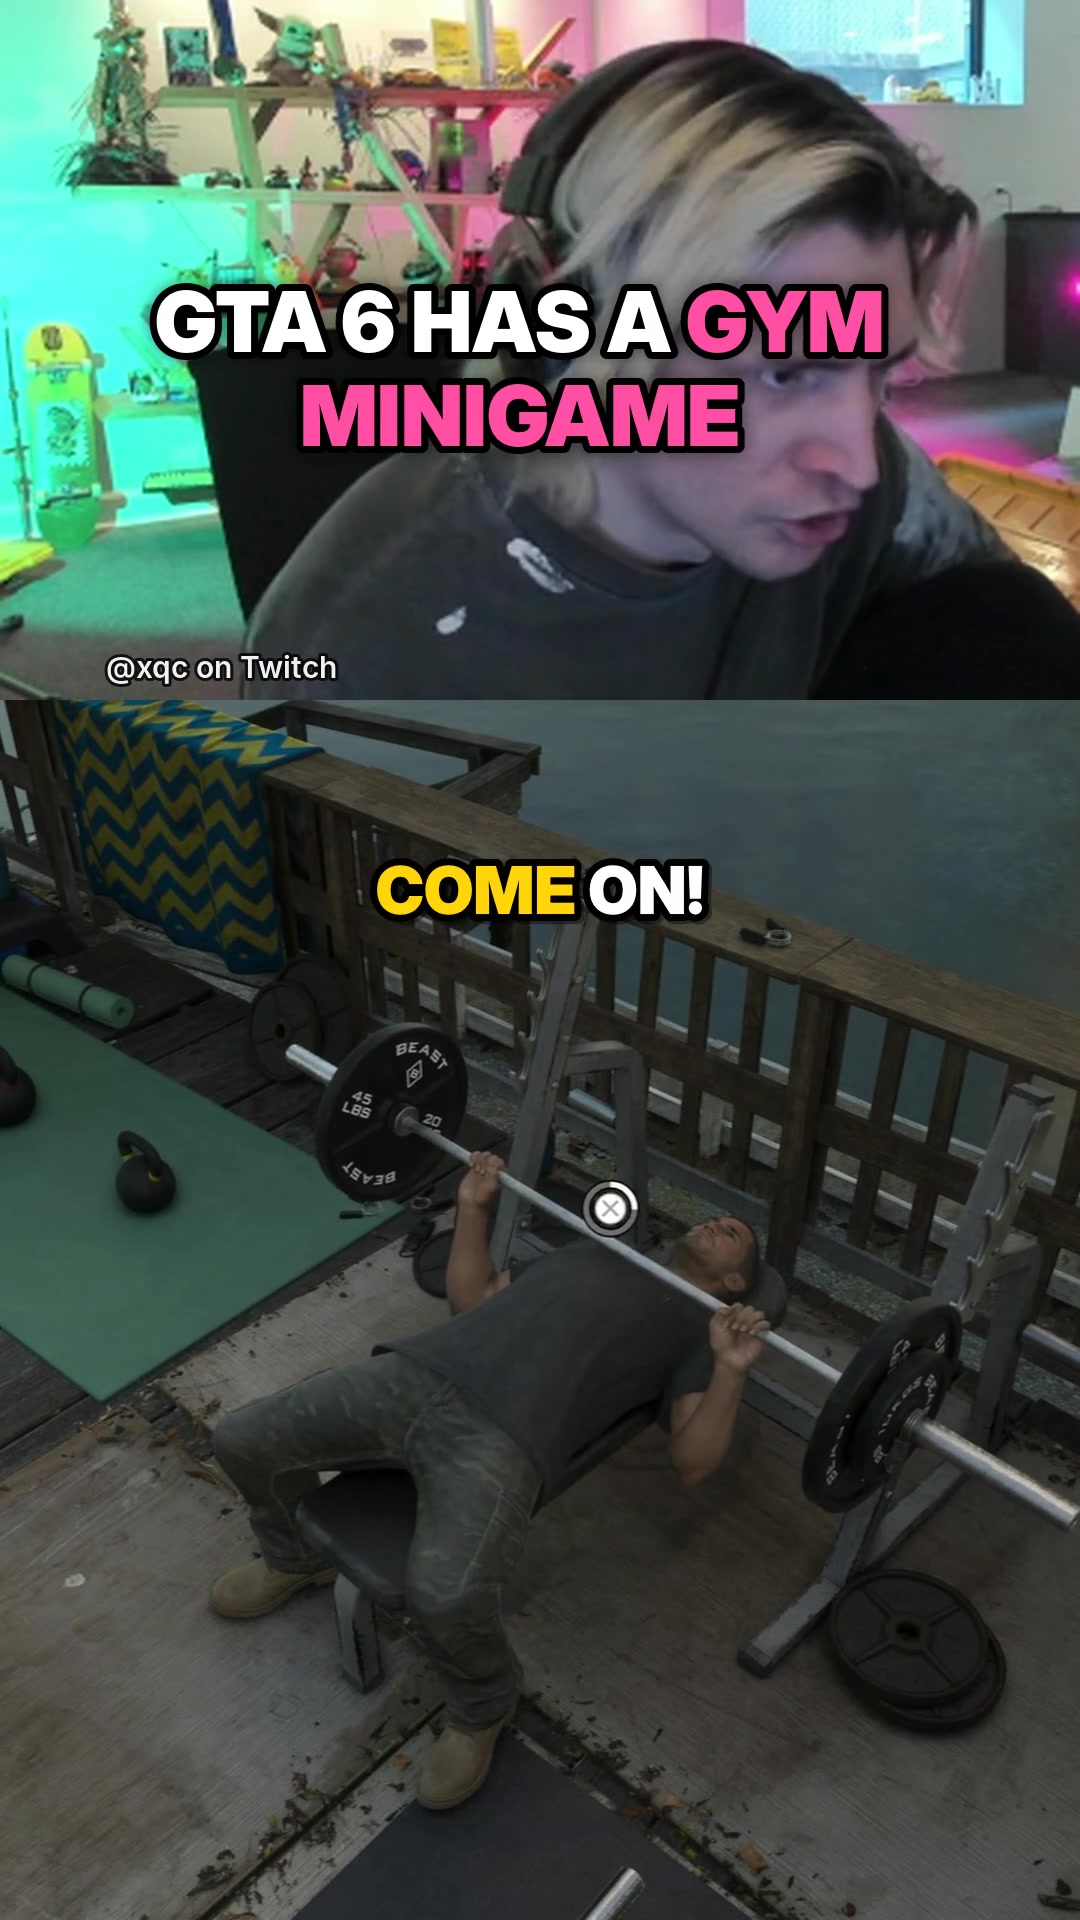 GTA 6 HAS A GYM
MINIGAME
@xqc on Twitch
COME ON!
BEAST
45
LBS
20
BEAST